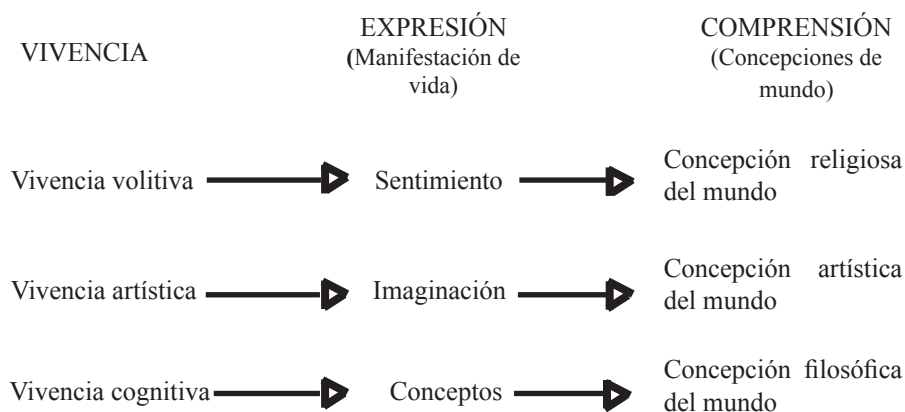 VIVENCIA
EXPRESIÓN
(Manifestación de
vida)
COMPRENSIÓN
(Concepciones de
mundo)
Vivencia volitiva
Sentimiento
Concepción religiosa
del mundo
Vivencia artística
Imaginación
Concepción artística
del mundo
Vivencia cognitiva
Conceptos
Concepción filosófica
del mundo